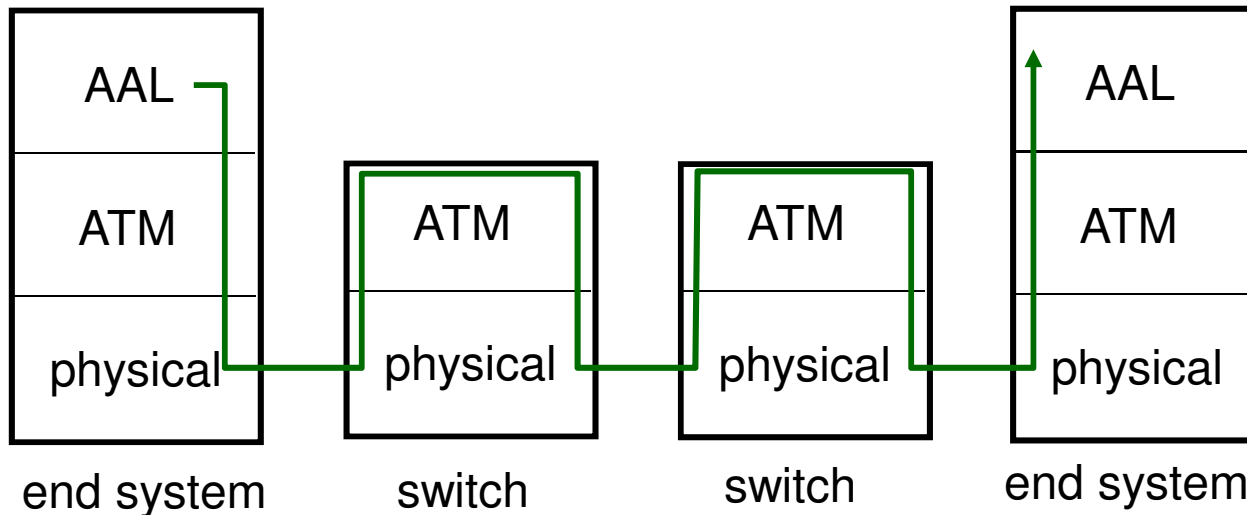 AAL
ATM
physical
end system
ATM
physical
switch
ATM
physical
switch
AAL
ATM
physical
end system